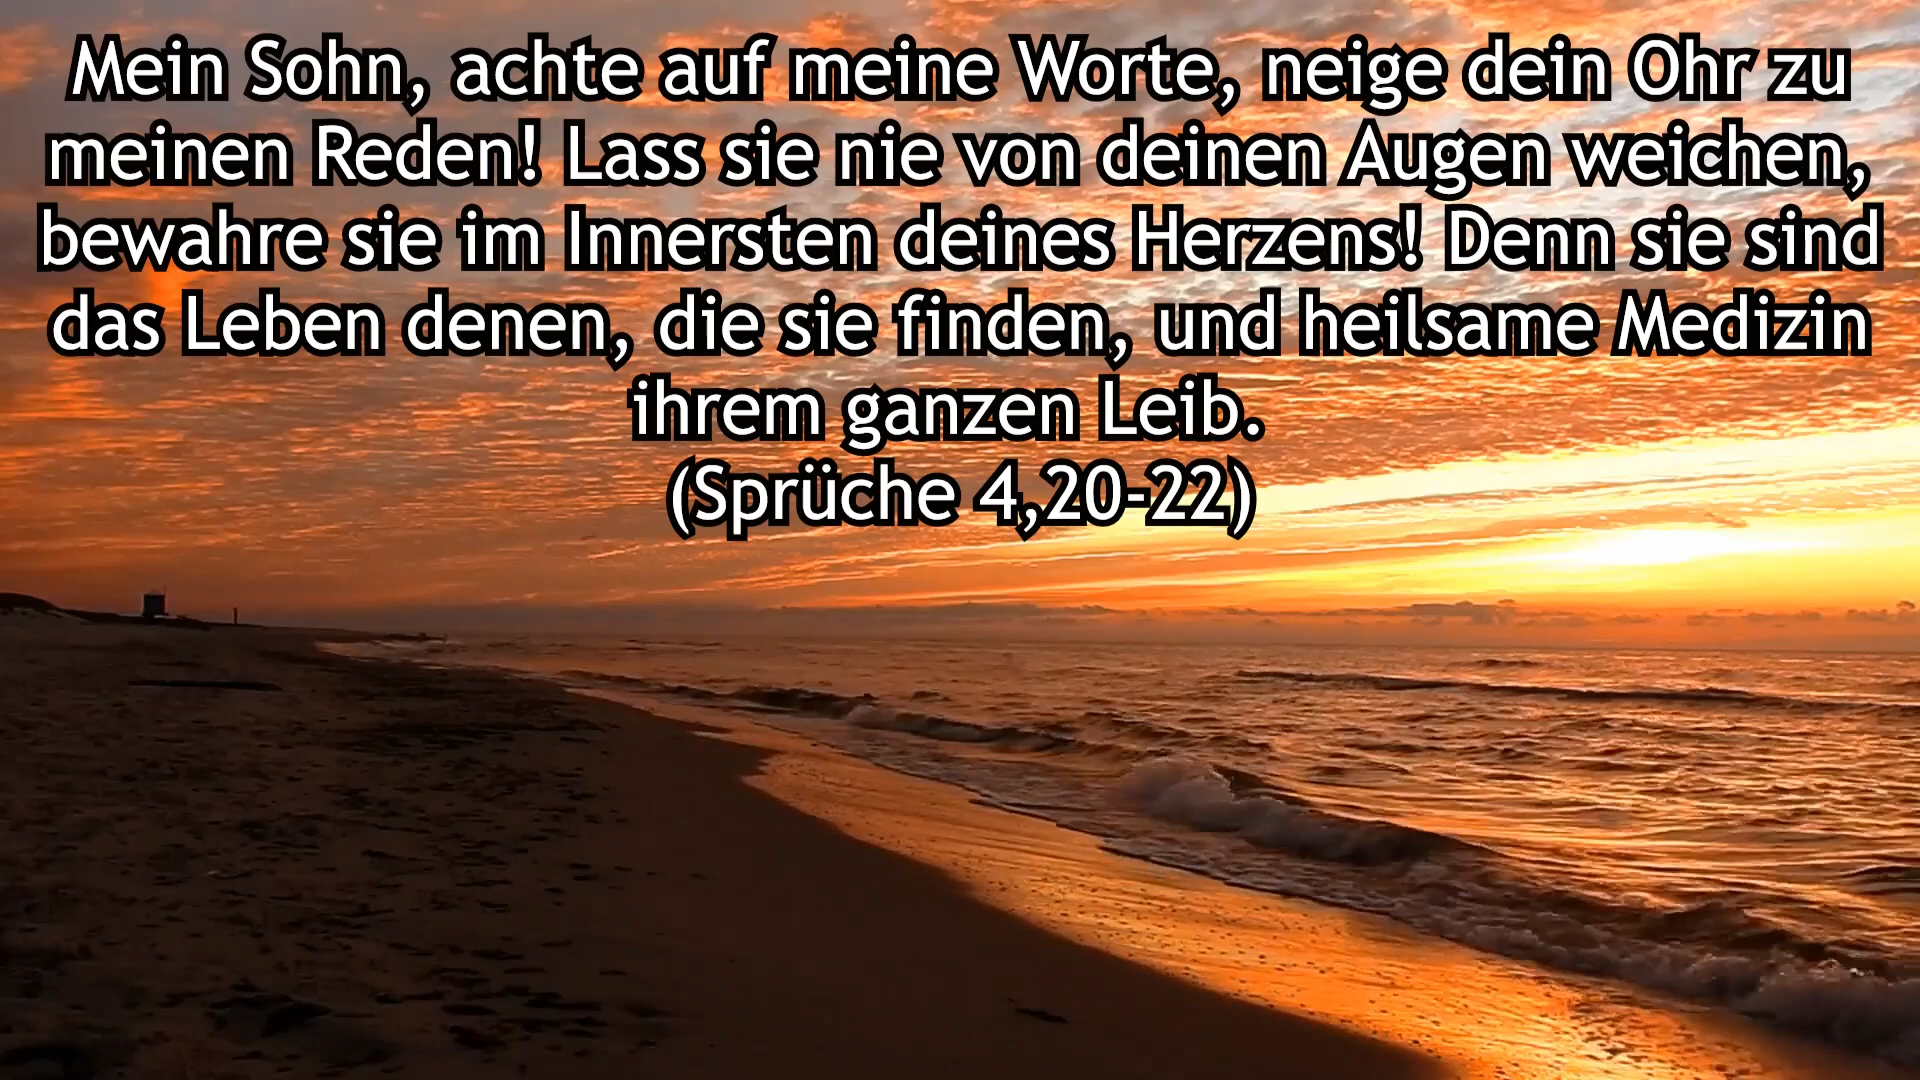 Mein Sohn, achte auf meine Worte, neige dein Ohr zu
meinen Reden! Lass sie nie von deinen Augen weichen,
bewahre sie im Innersten deines Herzens! Denn sie sind
das Leben denen, die sie finden, und heilsame Medizin
ihrem ganzen Leib.
(Sprüche 4,20-22)